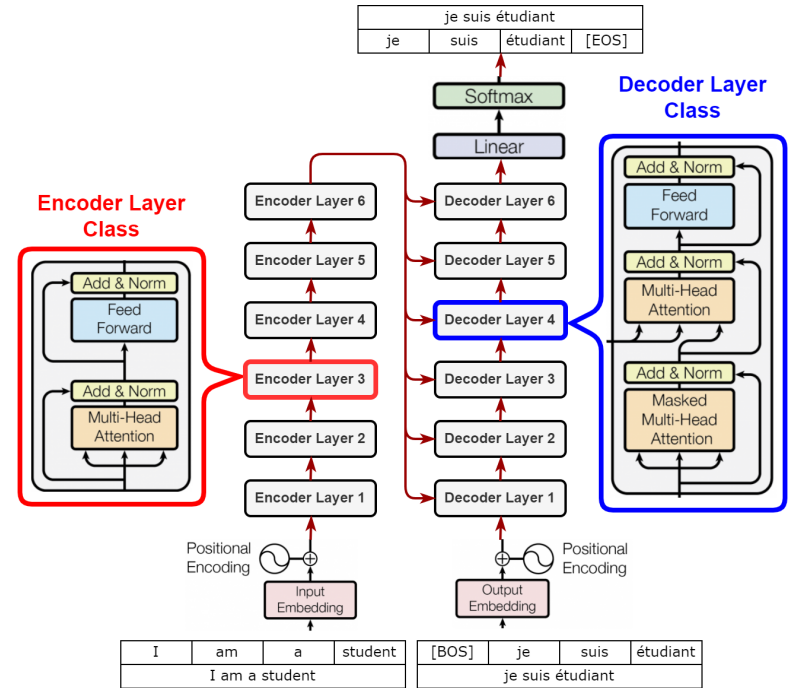 je suis étudiant
je suis étudiant [EOS]
Softmax
Linear
Decoder Layer
Class
Encoder Layer
Class
Add & Norm
Feed
Forward
Add & Norm
Multi-Head
Attention
Encoder Layer 6
Encoder Layer 5
Encoder Layer 4
Encoder Layer 3
Encoder Layer 2
Encoder Layer 1
Decoder Layer 6
Decoder Layer 5
Decoder Layer 4
Decoder Layer 3
Decoder Layer 2
Decoder Layer 1
Add & Norm
Feed
Forward
Add & Norm
Multi-Head
Attention
Add & Norm
Masked
Multi-Head
Attention
Positional
Encoding
Input
Embedding
Output
Embedding
Positional
Encoding
I am a student
I am a student
[BOS] je suis étudiant
je suis étudiant